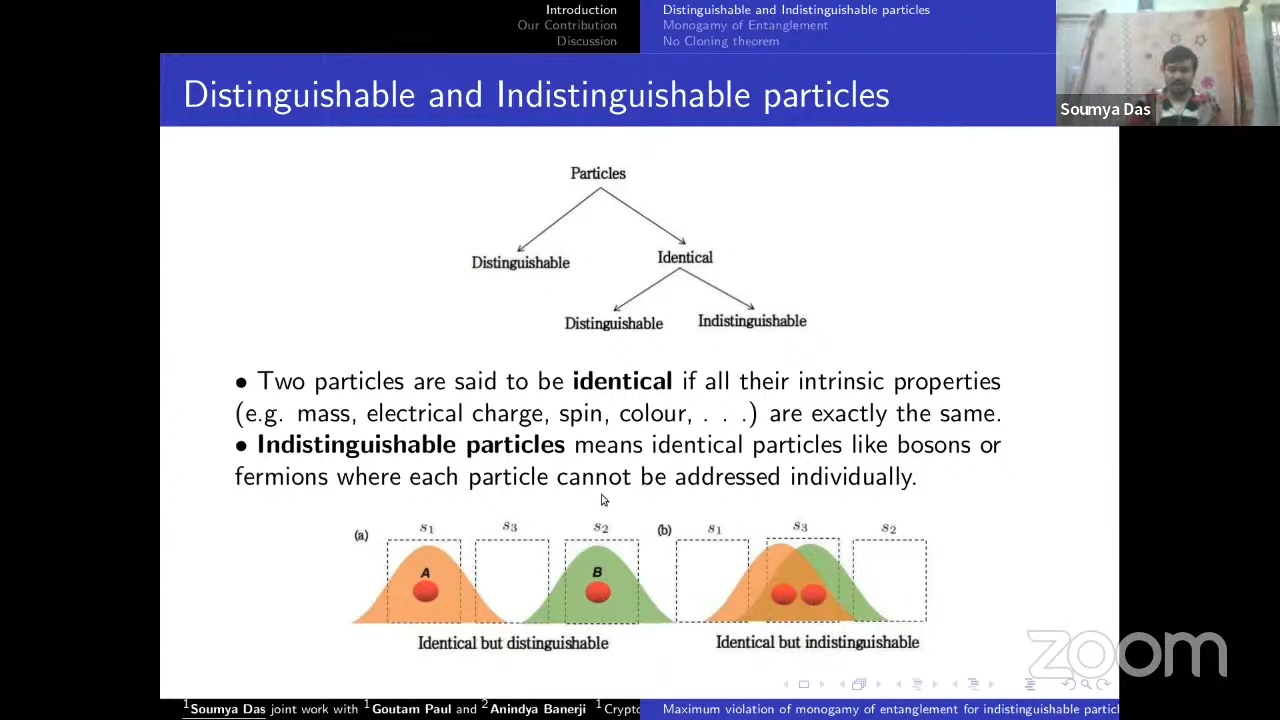 Introduction
Our Contribution
Discussion
Distinguishable and Indistinguishable particles
Monogamy of Entanglement
No Cloning theorem
Soumya Das
Distinguishable and Indistinguishable particles
Particles
Distinguishable
Identical
Distinguishable
Indistinguishable
• Two particles are said to be identical if all their intrinsic properties
(e.g. mass, electrical charge, spin, colour, . . .) are exactly the same.
• Indistinguishable particles means identical particles like bosons or
fermions where each particle cannot be addressed individually.
(a) s1 s3 s2
A B
Identical but distinguishable
(b) s1 s3 s2
Identical but indistinguishable
zoom
1Soumya Das joint work with 1Goutam Paul and 2Anindya Banerji 1Crypto
Maximum violation of monogamy of entanglement for indistinguishable particl